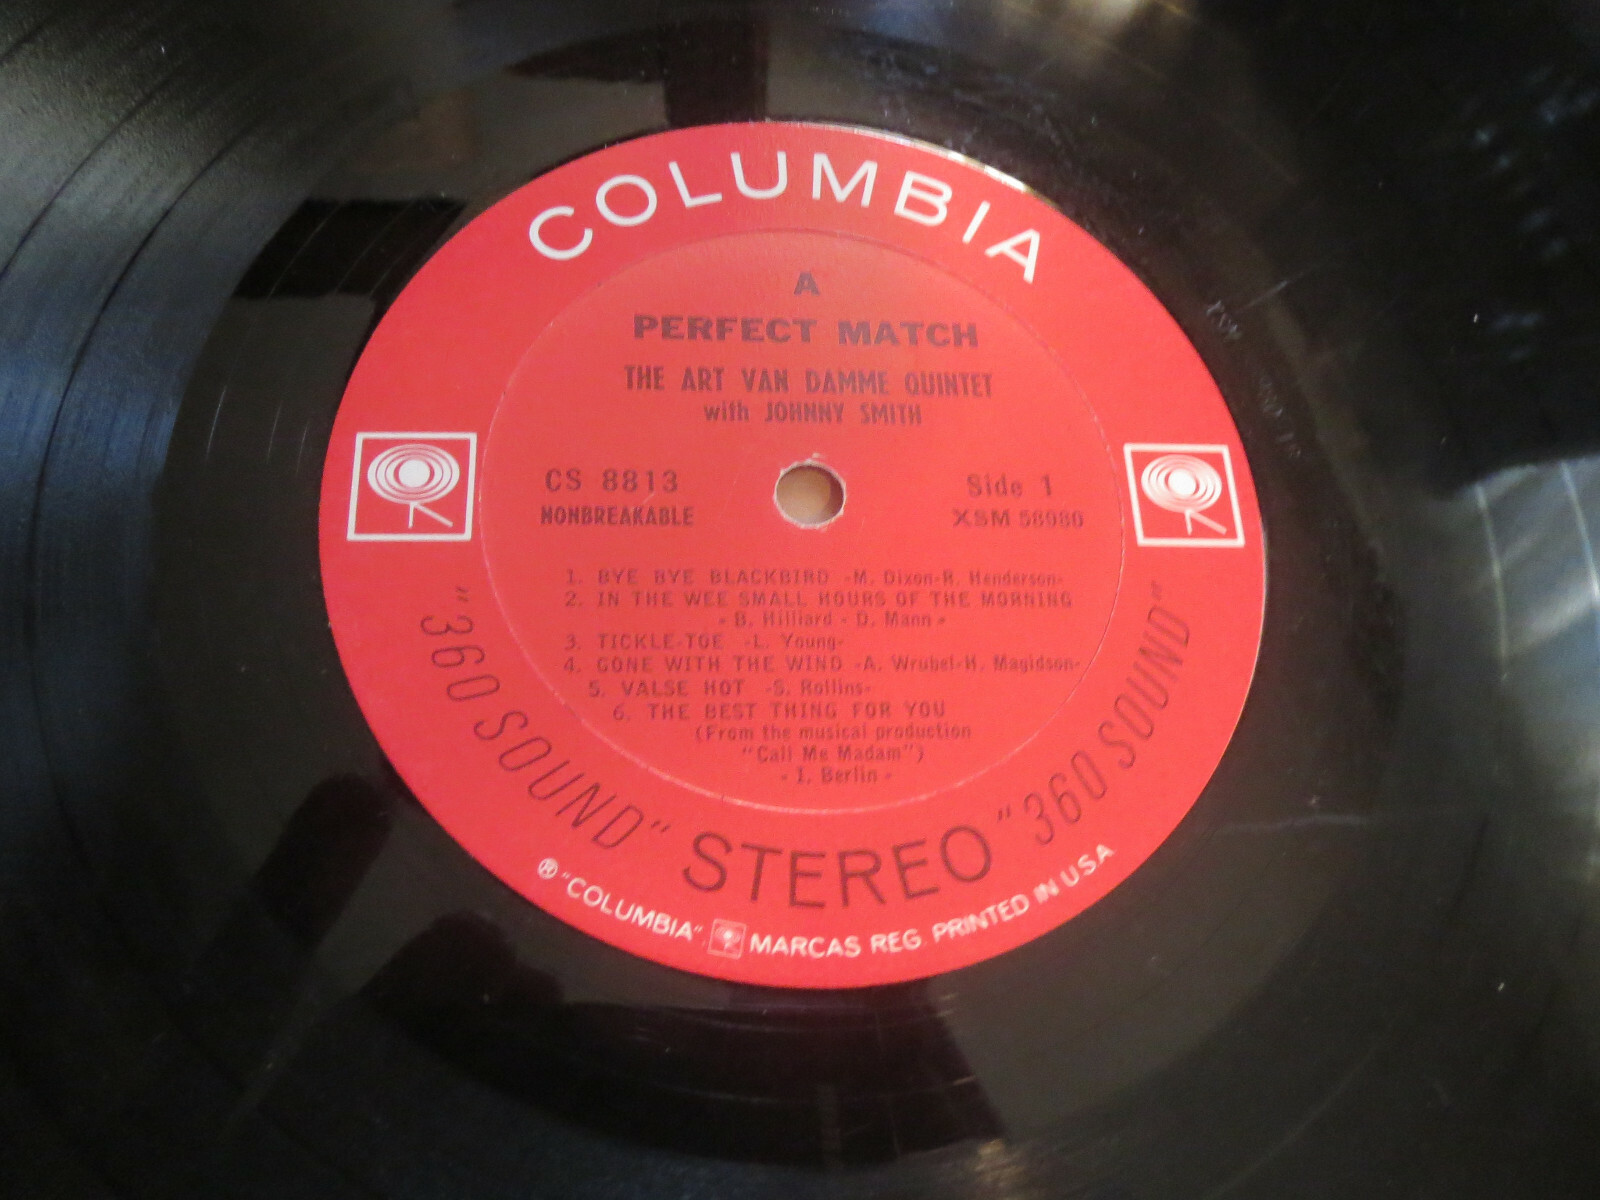 COLUMBIA
A
PERFECT MATCH
THE ART VAN DAMME QUINTET
with JOHNNY SMITH
CS 8813
NONBREAKABLE
Side 1
XSM 58980
1. BYE BYE BLACKBIRD -M. Dixon-R. Henderson-
2. IN THE WEE SMALL HOURS OF THE MORNING
- B. Hilliard - D. Mann -
3. TICKLE-TOE -L. Young-
4. GONE WITH THE WIND -A. Wrubel-H. Magidson-
5. VALSE HOT -S. Rollins-
6. THE BEST THING FOR YOU
(From the musical production
"Call Me Madam")
- I. Berlin -
"360 SOUND" STEREO "360 SOUND"
® "COLUMBIA", MARCAS REG. PRINTED IN U.S.A.